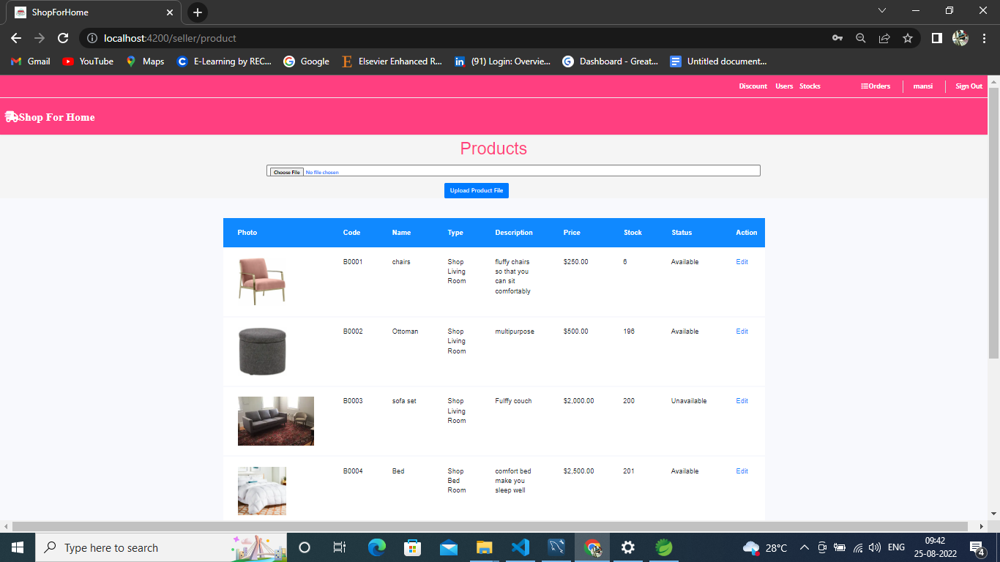 ShopForHome
localhost:4200/seller/product
Gmail YouTube Maps E-Learning by REC... Google Elsevier Enhanced R... (91) Login: Overvie... Dashboard - Great... Untitled document...
Discount Users Stocks Orders mansi Sign Out
Shop For Home
Products
Choose File No file chosen
Upload Product File
Photo Code Name Type Description Price Stock Status Action
B0001 chairs Shop fluffy chairs $250.00 6 Available Edit
Living so that you
Room can sit
comfortably
B0002 Ottoman Shop multipurpose $500.00 196 Available Edit
Living
Room
B0003 sofa set Shop Fulffy couch $2,000.00 200 Unavailable Edit
Living
Room
B0004 Bed Shop comfort bed $2,500.00 201 Available Edit
Bed make you
Room sleep well
Type here to search
28°C ENG 09:42
25-08-2022 4